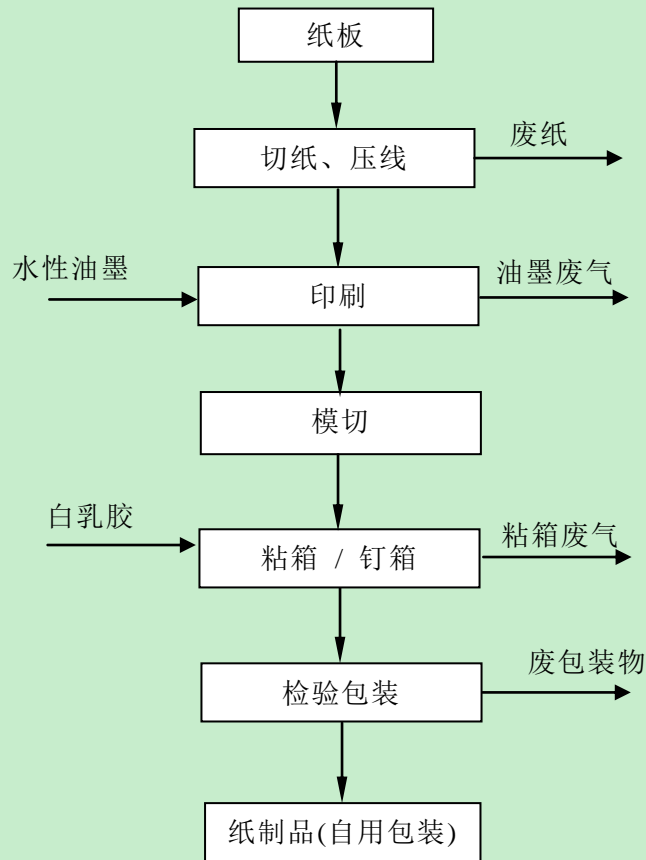 纸板
切纸、压线
废纸
水性油墨
印刷
油墨废气
模切
白乳胶
粘箱 / 钉箱
粘箱废气
检验包装
废包装物
纸制品(自用包装)